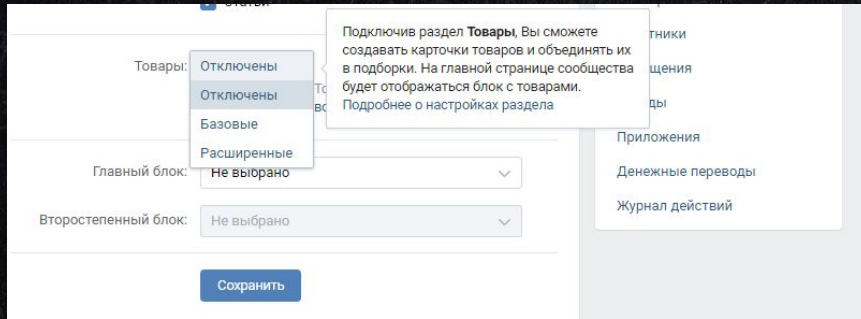 Статьи
Подключив раздел Товары, Вы сможете
создавать карточки товаров и объединять их
в подборки. На главной странице сообщества
будет отображаться блок с товарами.
Подробнее о настройках раздела
Товары:
Отключены
Отключены
Базовые
Расширенные
Главный блок:
Не выбрано
Второстепенный блок:
Не выбрано
Сохранить
Приложения
Денежные переводы
Журнал действий